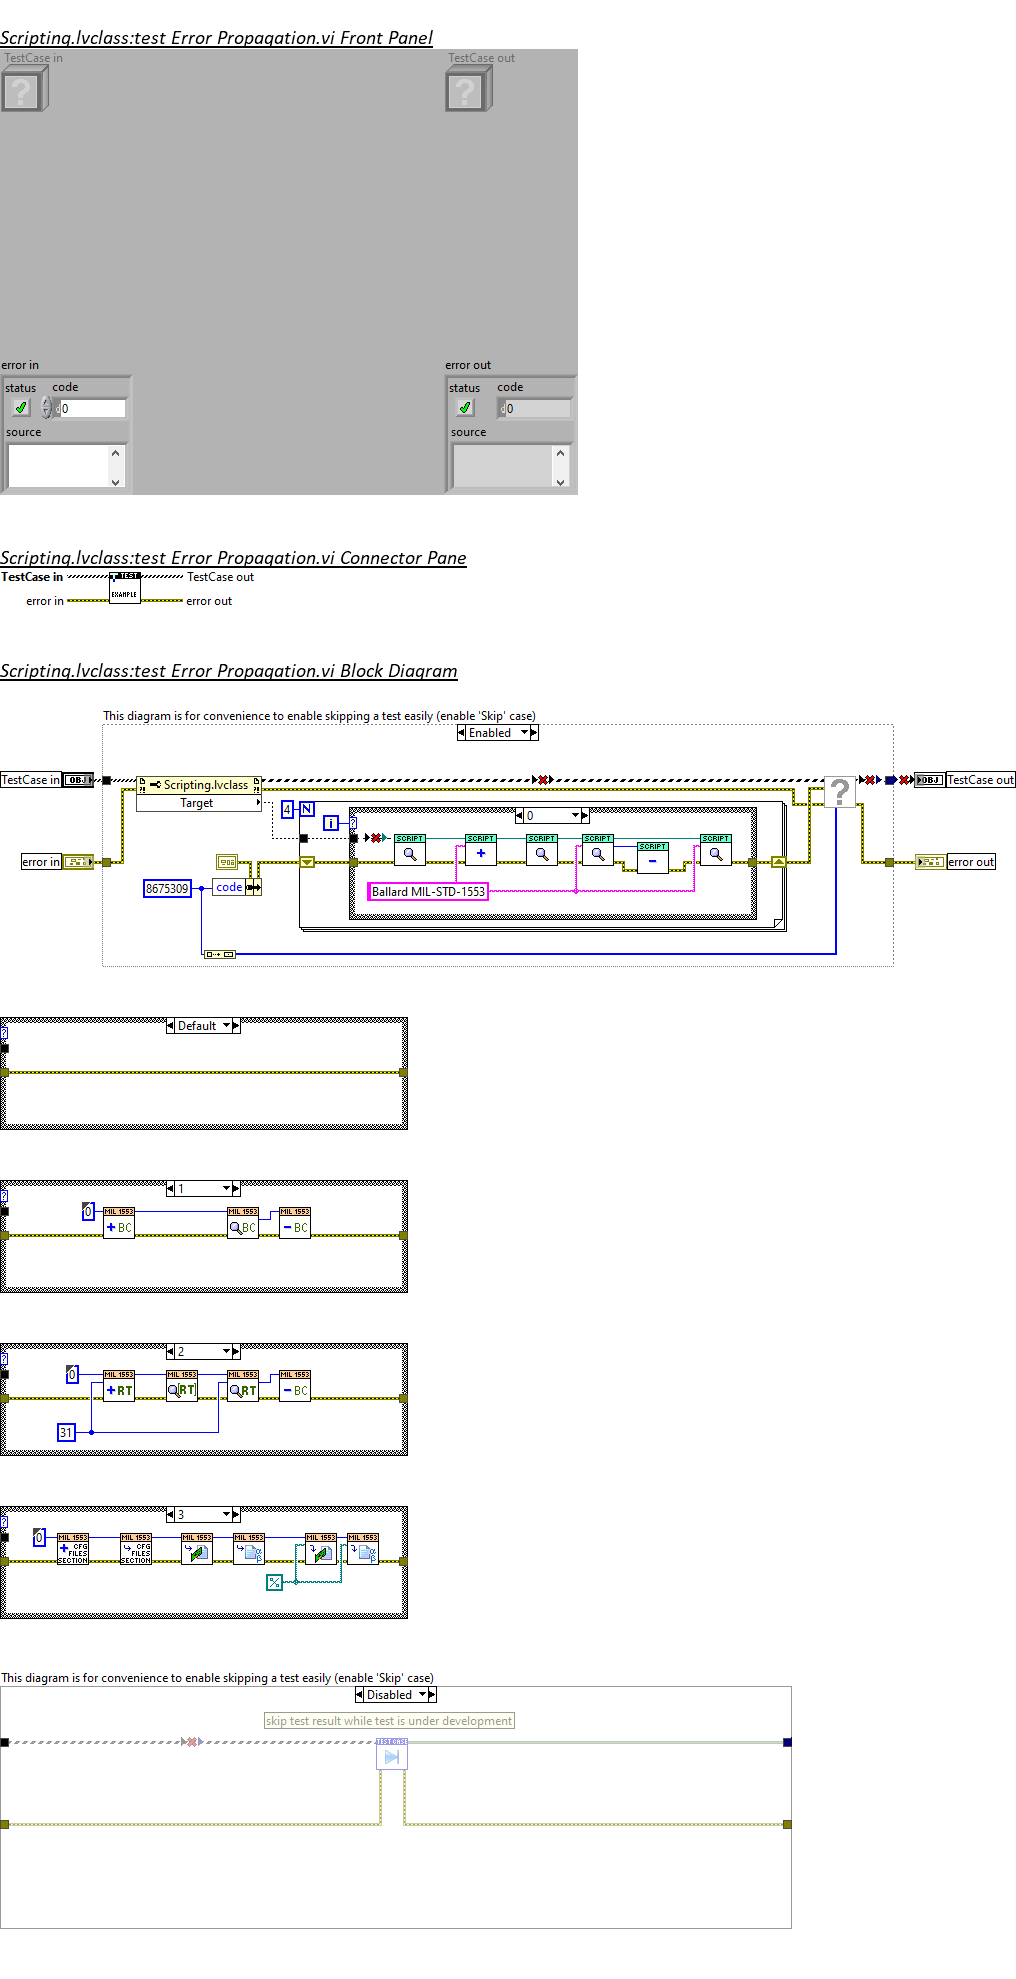 Scripting.lvclass:test Error Propagation.vi Front Panel
TestCase in
TestCase out
?
?
error in
error out
status
code
status
code
0
0
source
source
Scripting.lvclass:test Error Propagation.vi Connector Pane
TestCase in
TEST
TestCase out
error in
EXAMPLE
error out
Scripting.lvclass:test Error Propagation.vi Block Diagram
This diagram is for convenience to enable skipping a test easily (enable 'Skip' case)
Enabled
TestCase in
OBJ
Scripting.lvclass
OBJ
TestCase out
Target
?
4
N
i
?
0
SCRIPT
SCRIPT
SCRIPT
SCRIPT
SCRIPT
SCRIPT
+
-
error in
error out
8675309
code
Ballard MIL-STD-1553
Default
?
1
?
0
MIL 1553
MIL 1553
MIL 1553
+ BC
BC
- BC
2
?
0
MIL 1553
MIL 1553
MIL 1553
MIL 1553
+RT
[RT]
RT
- BC
31
3
?
0
MIL 1553
MIL 1553
MIL 1553
MIL 1553
MIL 1553
MIL 1553
+ CFG
FILES
SECTION
CFG
FILES
SECTION
This diagram is for convenience to enable skipping a test easily (enable 'Skip' case)
Disabled
skip test result while test is under development
TEST CASE